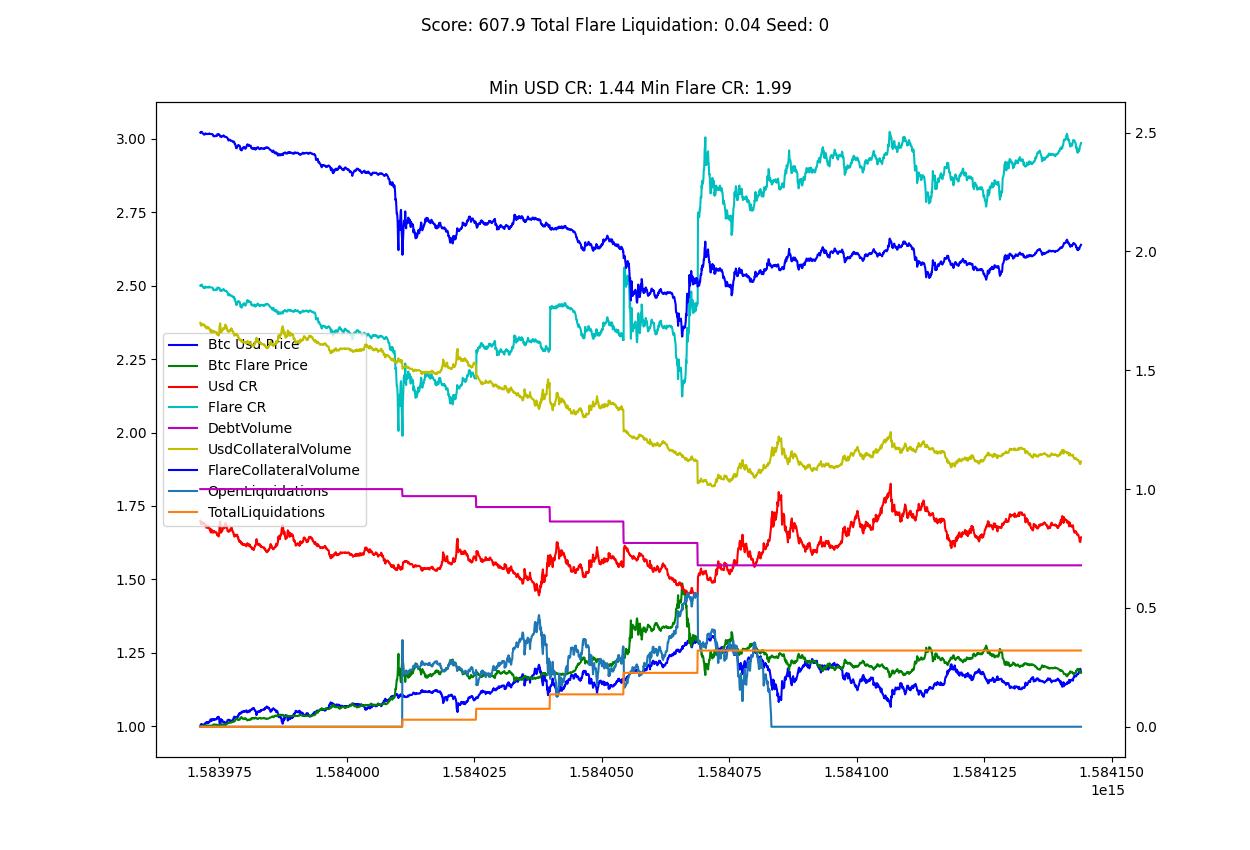 Score: 607.9 Total Flare Liquidation: 0.04 Seed: 0
Min USD CR: 1.44 Min Flare CR: 1.99
3.00
2.75
2.50
2.25
2.00
1.75
1.50
1.25
1.00
Btc Usd Price
Btc Flare Price
Usd CR
Flare CR
DebtVolume
UsdCollateralVolume
FlareCollateralVolume
OpenLiquidations
TotalLiquidations
2.5
2.0
1.5
1.0
0.5
0.0
1.583975 1.584000 1.584025 1.584050 1.584075 1.584100 1.584125 1.584150
1e15